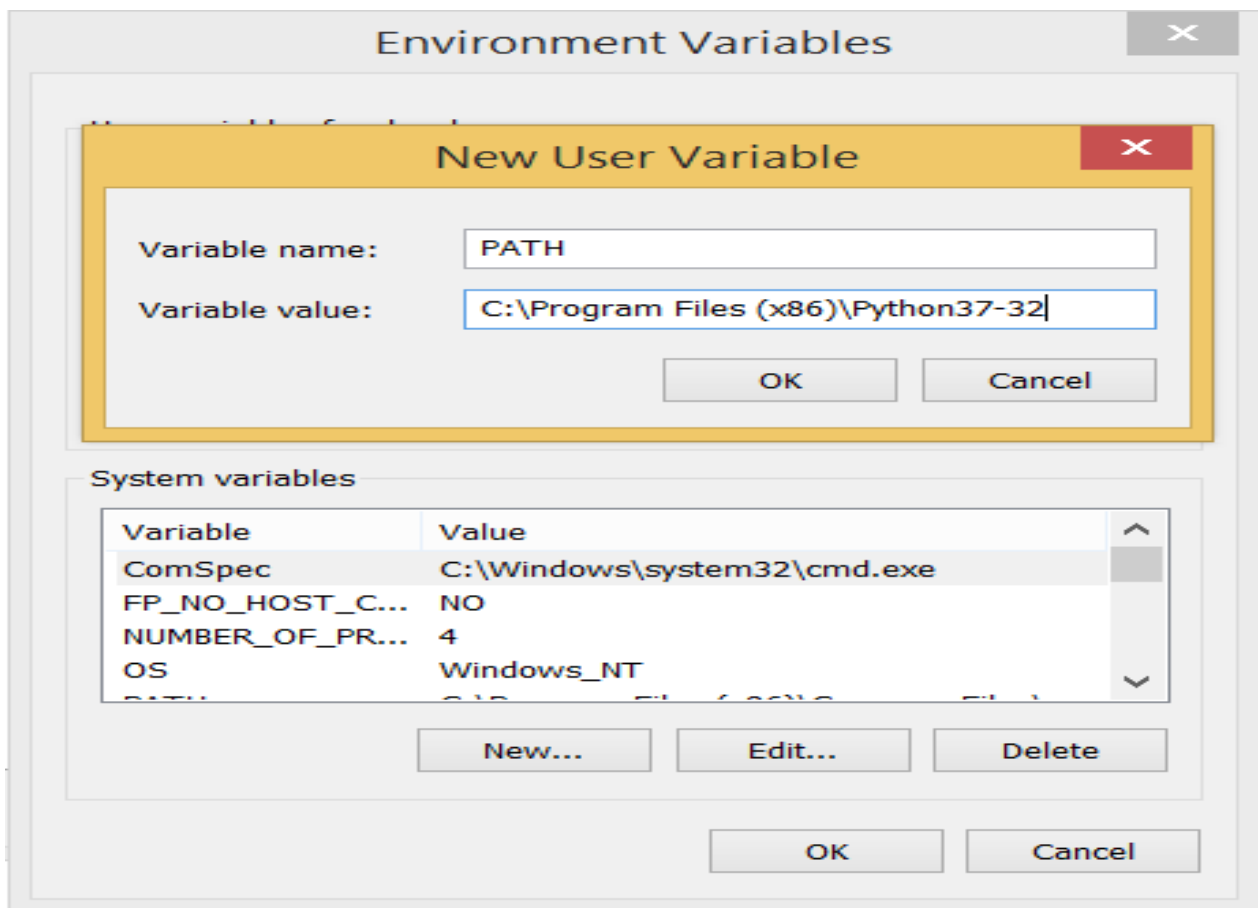 Environment Variables
New User Variable
Variable name: PATH
Variable value: C:\Program Files (x86)\Python37-32
OK Cancel
System variables
Variable Value
ComSpec C:\Windows\system32\cmd.exe
FP_NO_HOST_C... NO
NUMBER_OF_PR... 4
OS Windows_NT
New... Edit... Delete
OK Cancel